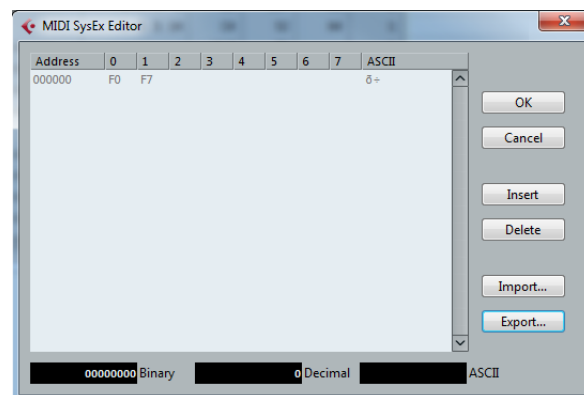 MIDI SysEx Editor
Address 0 1 2 3 4 5 6 7 ASCII
000000 F0 F7 ð÷
OK
Cancel
Insert
Delete
Import...
Export...
00000000 Binary 0 Decimal ASCII